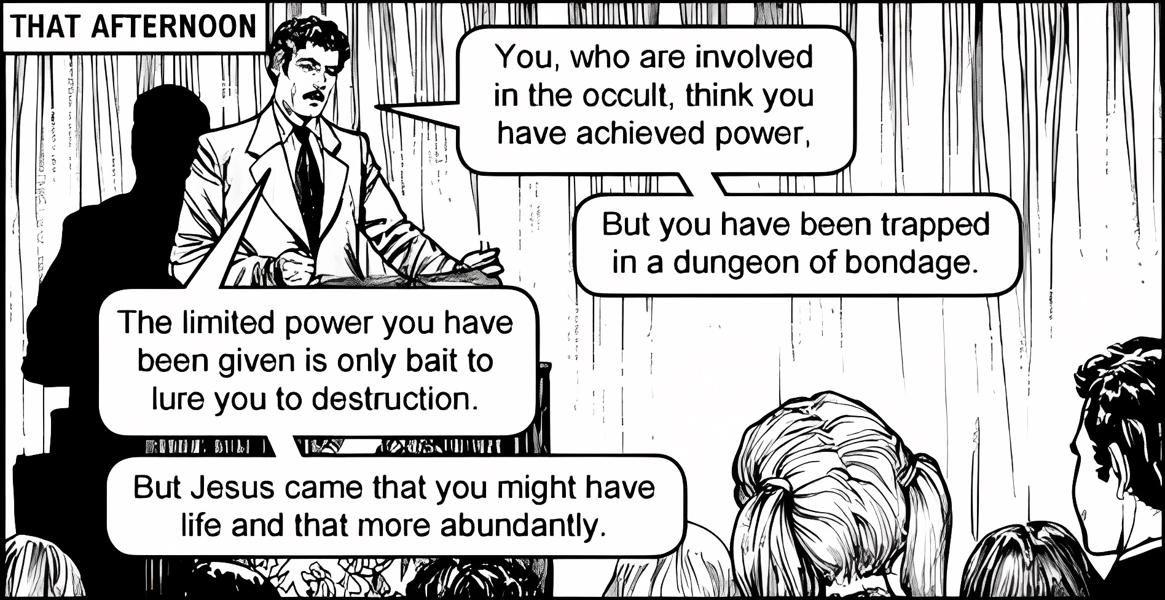 THAT AFTERNOON
You, who are involved
in the occult, think you
have achieved power,
But you have been trapped
in a dungeon of bondage.
The limited power you have
been given is only bait to
lure you to destruction.
But Jesus came that you might have
life and that more abundantly.